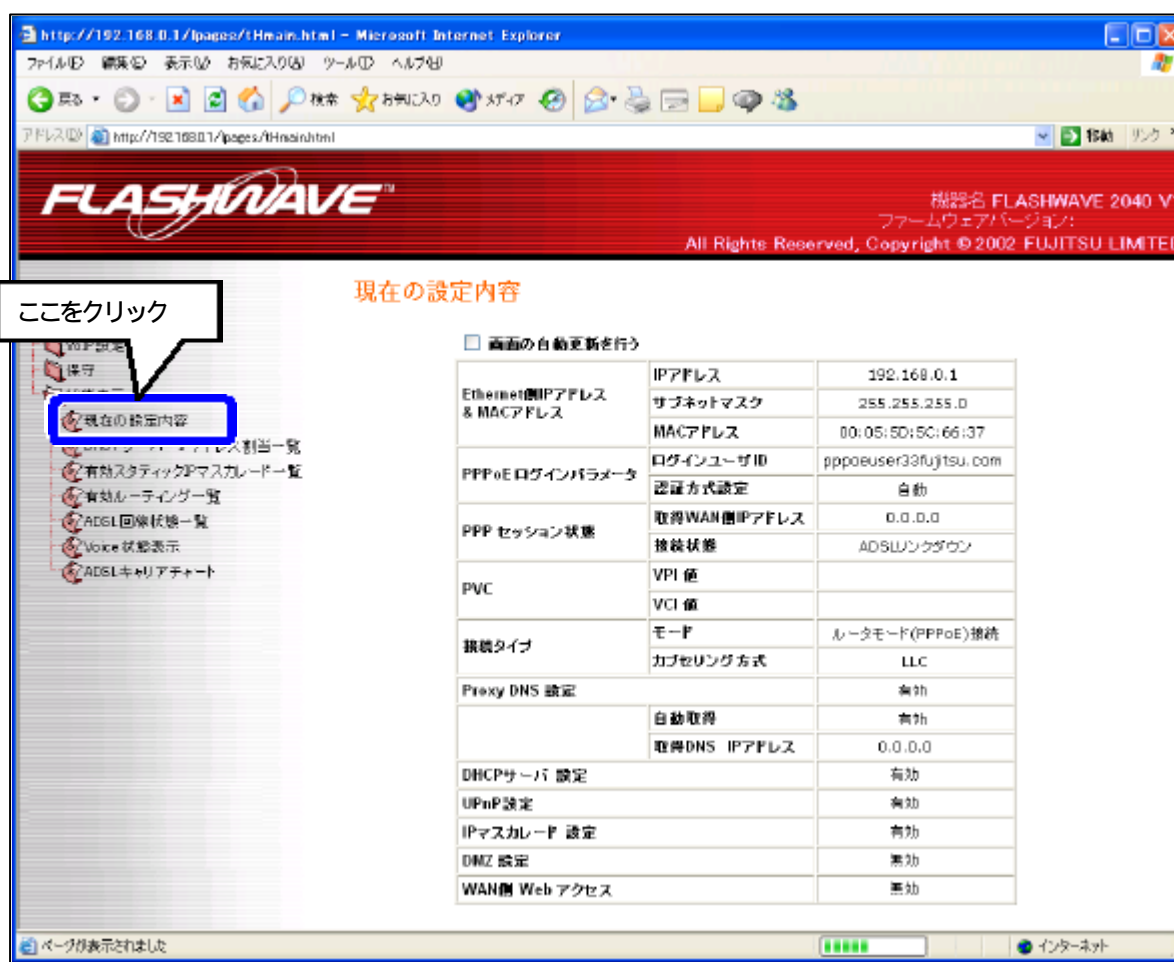 http://192.168.0.1/lpages/tHmain.html - Microsoft Internet Explorer
ファイル(F) 編集(E) 表示(V) お気に入り(A) ツール(T) ヘルプ(H)
戻る 検索 お気に入り メディア
アドレス(D) http://192.168.0.1/lpages/tHmain.html 移動 リンク
FLASHWAVE™
機器名 FLASHWAVE 2040 V
ファームウェアバージョン:
All Rights Reserved, Copyright © 2002 FUJITSU LIMITED
ここをクリック
VoIP設定
保守
現在の設定内容
有効スタティックIPマスカレード一覧
有効ルーティング一覧
ADSL回線状態一覧
Voice 状態表示
ADSLキャリアチャート
現在の設定内容
画面の自動更新を行う
Ethernet側IPアドレス & MACアドレス
IPアドレス 192.168.0.1
サブネットマスク 255.255.255.0
MACアドレス 00:05:5D:5C:66:37
PPPoEログインパラメータ
ログインユーザID pppoeuser33fujitsu.com
認証方式設定 自動
PPP セッション状態
取得WAN側IPアドレス 0.0.0.0
接続状態 ADSLリンクダウン
PVC
VPI 値
VCI 値
接続タイプ
モード ルータモード(PPPoE)接続
カプセリング方式 LLC
Proxy DNS 設定 有効
自動取得 有効
取得DNS IPアドレス 0.0.0.0
DHCPサーバ 設定 有効
UPnP設定 有効
IPマスカレード 設定 有効
DMZ 設定 無効
WAN側 Web アクセス 無効
ページが表示されました インターネット